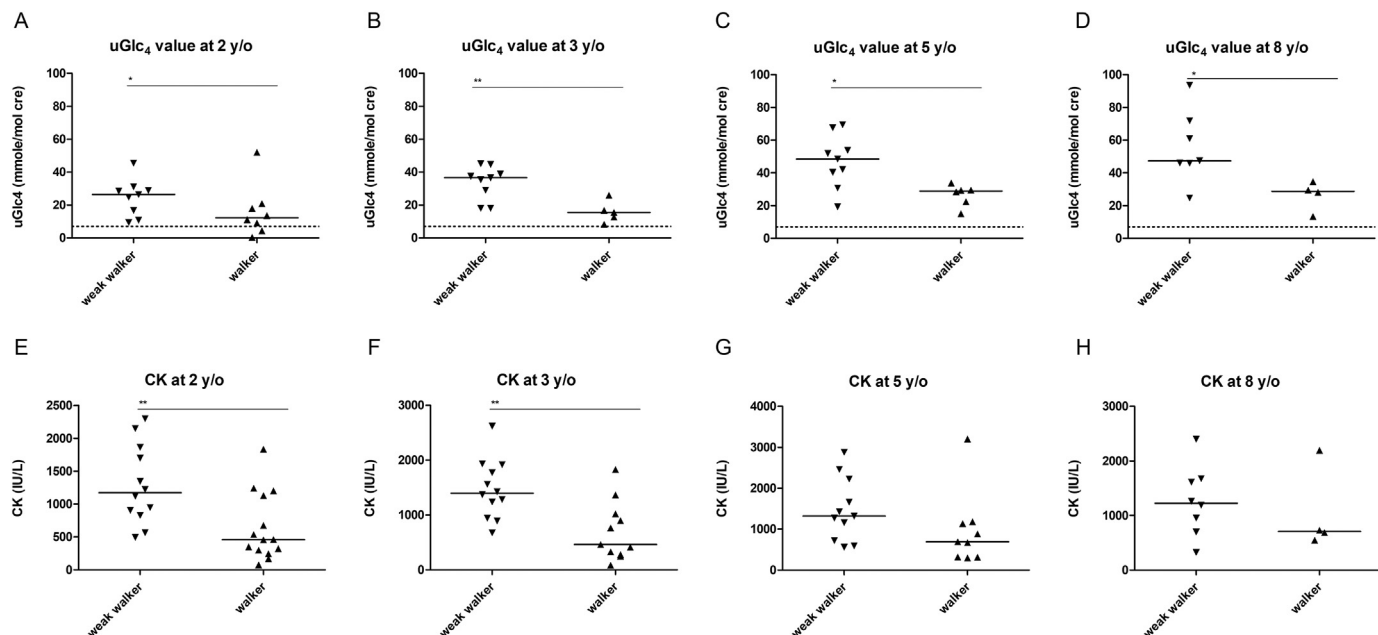 A
uGlc₄ value at 2 y/o
uGlc4 (mmole/mol cre)
100
80
60
40
20
0
*
weak walker
walker
B
uGlc₄ value at 3 y/o
uGlc4 (mmole/mol cre)
100
80
60
40
20
0
**
weak walker
walker
C
uGlc₄ value at 5 y/o
uGlc4 (mmole/mol cre)
100
80
60
40
20
0
*
weak walker
walker
D
uGlc₄ value at 8 y/o
uGlc4 (mmole/mol cre)
100
80
60
40
20
0
*
weak walker
walker
E
CK at 2 y/o
CK (IU/L)
2500
2000
1500
1000
500
0
**
weak walker
walker
F
CK at 3 y/o
CK (IU/L)
3000
2000
1000
0
**
weak walker
walker
G
CK at 5 y/o
CK (IU/L)
4000
3000
2000
1000
0
weak walker
walker
H
CK at 8 y/o
CK (IU/L)
3000
2000
1000
0
weak walker
walker